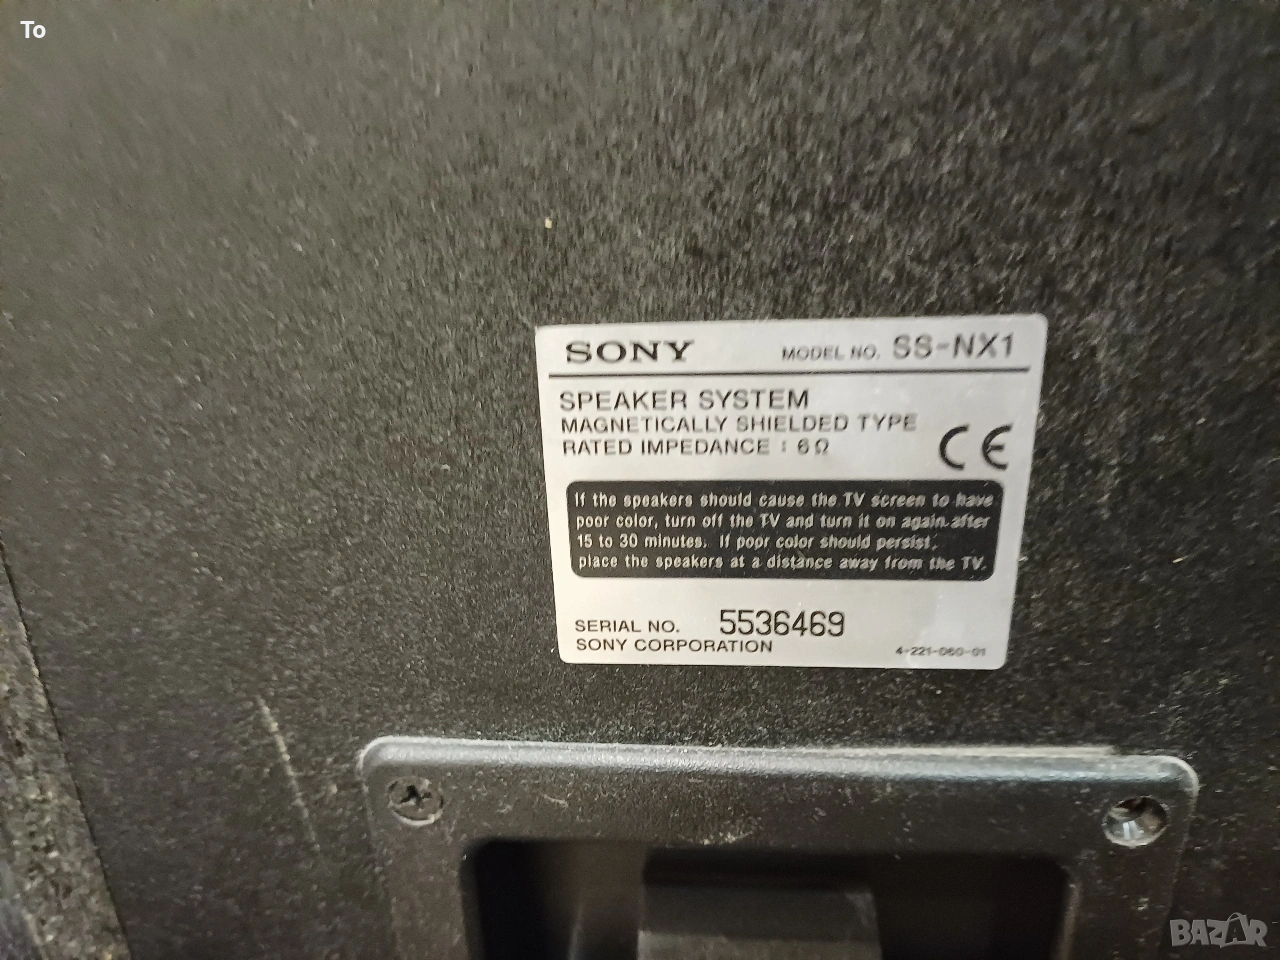 To
SONY MODEL NO. SS-NX1
SPEAKER SYSTEM
MAGNETICALLY SHIELDED TYPE
RATED IMPEDANCE : 6Ω
CE
If the speakers should cause the TV screen to have
poor color, turn off the TV and turn it on again after
15 to 30 minutes. If poor color should persist,
place the speakers at a distance away from the TV.
SERIAL NO. 5536469
SONY CORPORATION 4-221-060-01
BAZAR